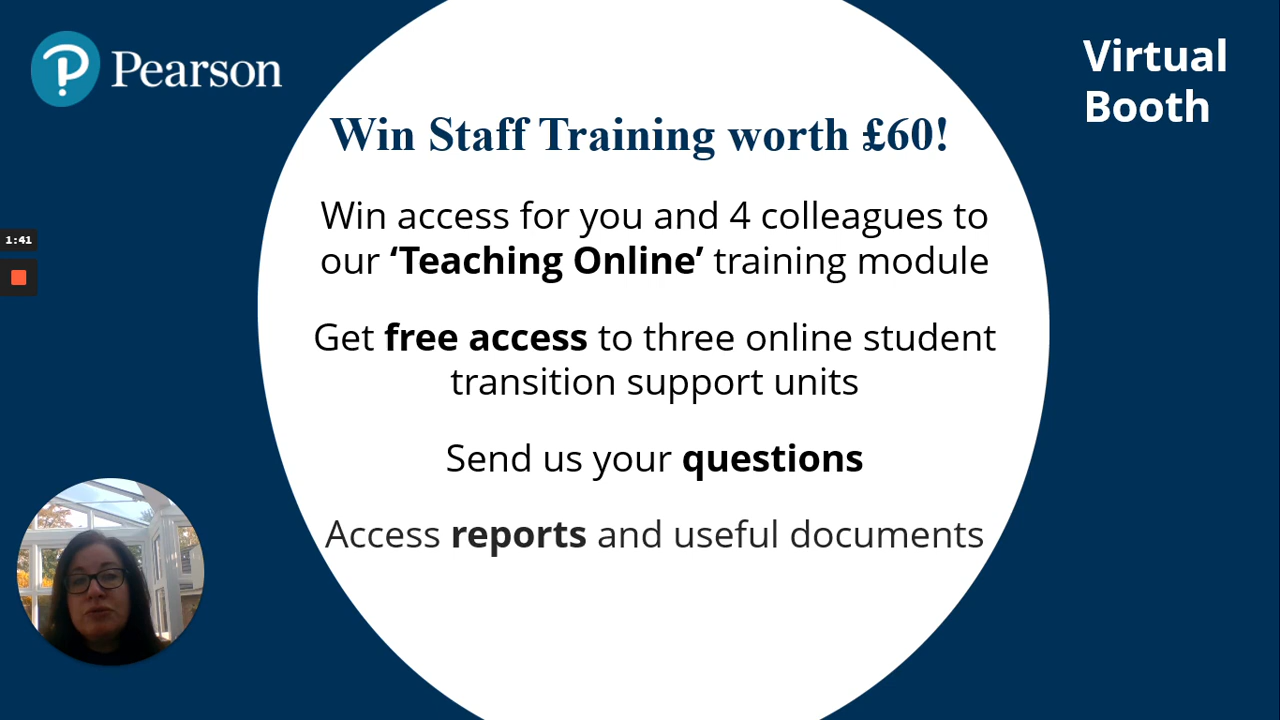 Pearson
Virtual
Booth
Win Staff Training worth £60!
Win access for you and 4 colleagues to
our ‘Teaching Online’ training module
1:41
Get free access to three online student
transition support units
Send us your questions
Access reports and useful documents